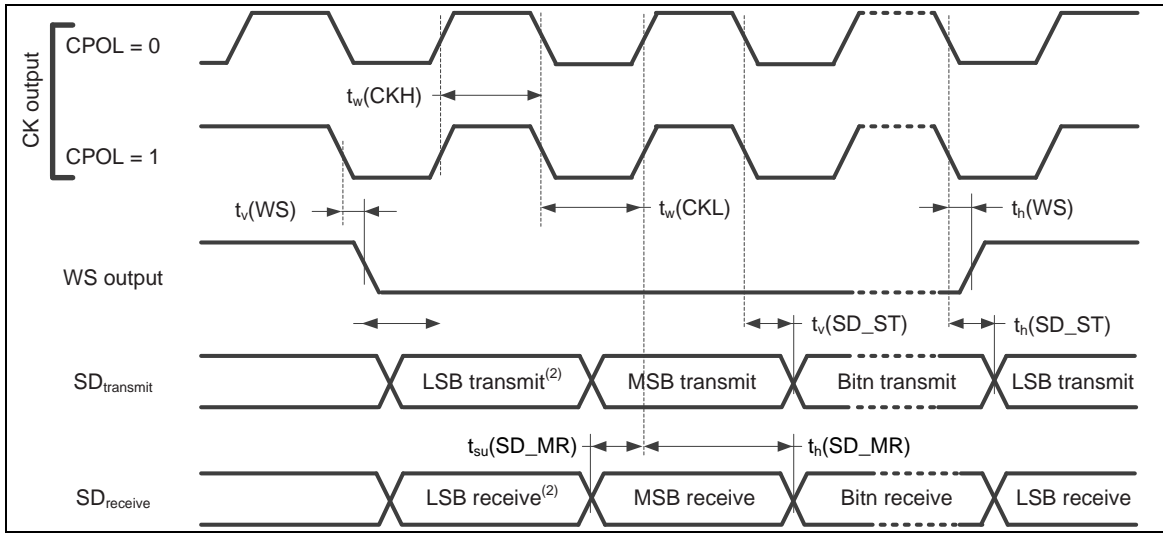 CK output
CPOL = 0
tw(CKH)
CPOL = 1
tv(WS)
tw(CKL)
th(WS)
WS output
tv(SD_ST)
th(SD_ST)
SDtransmit
LSB transmit(2)
MSB transmit
Bitn transmit
LSB transmit
tsu(SD_MR)
th(SD_MR)
SDreceive
LSB receive(2)
MSB receive
Bitn receive
LSB receive